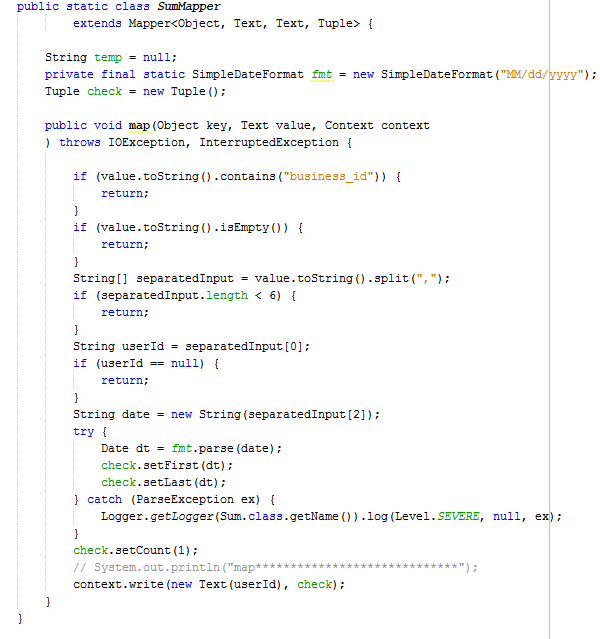 public static class SumMapper
        extends Mapper<Object, Text, Text, Tuple> {

    String temp = null;
    private final static SimpleDateFormat fmt = new SimpleDateFormat("MM/dd/yyyy");
    Tuple check = new Tuple();

    public void map(Object key, Text value, Context context
    ) throws IOException, InterruptedException {

        if (value.toString().contains("business_id")) {
            return;
        }
        if (value.toString().isEmpty()) {
            return;
        }
        String[] separatedInput = value.toString().split(",");
        if (separatedInput.length < 6) {
            return;
        }
        String userId = separatedInput[0];
        if (userId == null) {
            return;
        }
        String date = new String(separatedInput[2]);
        try {
            Date dt = fmt.parse(date);
            check.setFirst(dt);
            check.setLast(dt);
        } catch (ParseException ex) {
            Logger.getLogger(Sum.class.getName()).log(Level.SEVERE, null, ex);
        }
        check.setCount(1);
        // System.out.println("map*****************************");
        context.write(new Text(userId), check);
    }
}